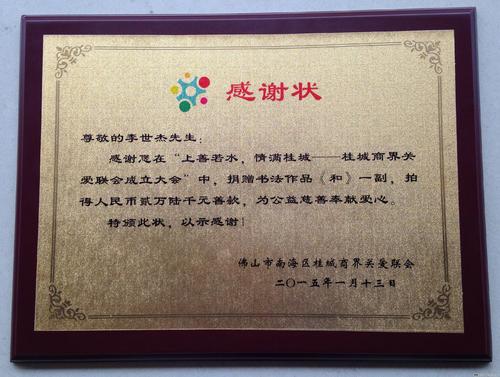 感谢状
尊敬的李世杰先生：
感谢您在“上善若水，情满桂城——桂城商界关
爱联会成立大会”中，捐赠书法作品《和》一副，拍
得人民币贰万陆千元善款，为公益慈善奉献爱心。
特颁此状，以示感谢！
佛山市南海区桂城商界关爱联会
二〇一五年一月十三日